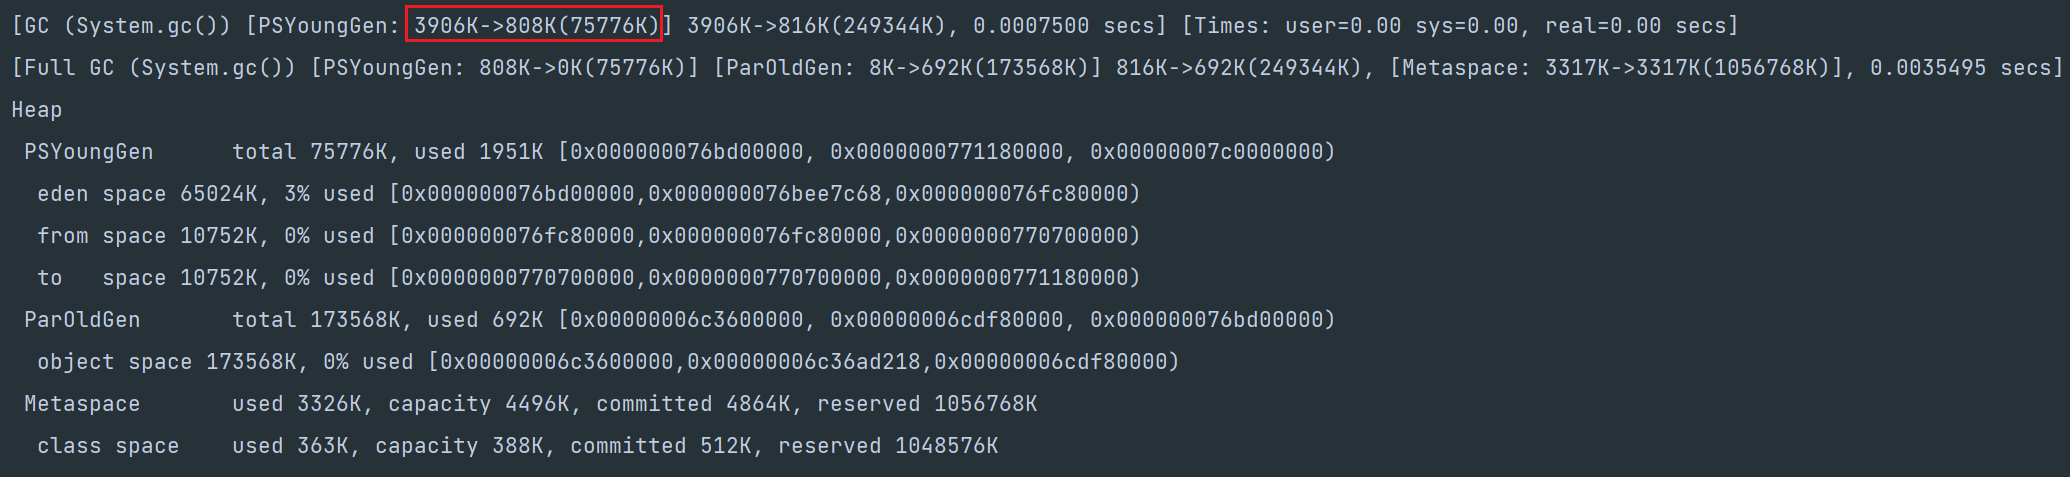 [GC (System.gc()) [PSYoungGen: 3906K->808K(75776K)] 3906K->816K(249344K), 0.0007500 secs] [Times: user=0.00 sys=0.00, real=0.00 secs]
[Full GC (System.gc()) [PSYoungGen: 808K->0K(75776K)] [ParOldGen: 8K->692K(173568K)] 816K->692K(249344K), [Metaspace: 3317K->3317K(1056768K)], 0.0035495 secs]
Heap
 PSYoungGen      total 75776K, used 1951K [0x000000076bd00000, 0x0000000771180000, 0x00000007c0000000)
  eden space 65024K, 3% used [0x000000076bd00000,0x000000076bee7c68,0x000000076fc80000)
  from space 10752K, 0% used [0x000000076fc80000,0x000000076fc80000,0x0000000770700000)
  to   space 10752K, 0% used [0x0000000770700000,0x0000000770700000,0x0000000771180000)
 ParOldGen       total 173568K, used 692K [0x00000006c3600000, 0x00000006cdf80000, 0x000000076bd00000)
  object space 173568K, 0% used [0x00000006c3600000,0x00000006c36ad218,0x00000006cdf80000)
 Metaspace       used 3326K, capacity 4496K, committed 4864K, reserved 1056768K
  class space    used 363K, capacity 388K, committed 512K, reserved 1048576K